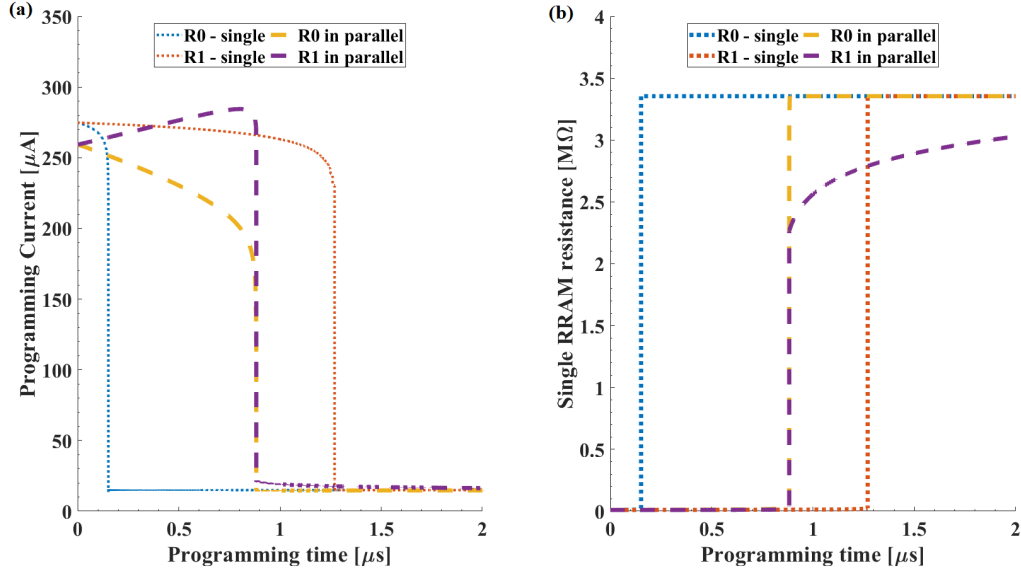 (a)
R0 - single R0 in parallel
R1 - single R1 in parallel
350
300
250
200
150
100
50
0
Programming Current [μA]
0 0.5 1 1.5 2
Programming time [μs]
(b)
R0 - single R0 in parallel
R1 - single R1 in parallel
4
3.5
3
2.5
2
1.5
1
0.5
0
Single RRAM resistance [MΩ]
0 0.5 1 1.5 2
Programming time [μs]